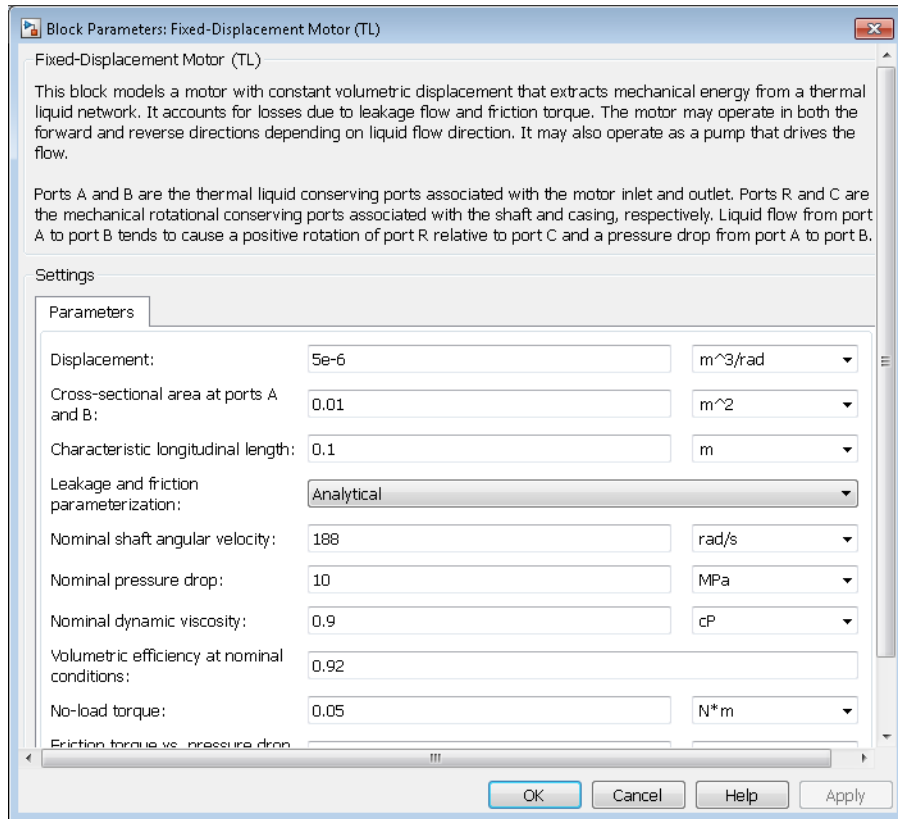 Block Parameters: Fixed-Displacement Motor (TL)
Fixed-Displacement Motor (TL)
This block models a motor with constant volumetric displacement that extracts mechanical energy from a thermal
liquid network. It accounts for losses due to leakage flow and friction torque. The motor may operate in both the
forward and reverse directions depending on liquid flow direction. It may also operate as a pump that drives the
flow.
Ports A and B are the thermal liquid conserving ports associated with the motor inlet and outlet. Ports R and C are
the mechanical rotational conserving ports associated with the shaft and casing, respectively. Liquid flow from port
A to port B tends to cause a positive rotation of port R relative to port C and a pressure drop from port A to port B.
Settings
Parameters
Displacement: 5e-6 m^3/rad
Cross-sectional area at ports A
and B: 0.01 m^2
Characteristic longitudinal length: 0.1 m
Leakage and friction
parameterization: Analytical
Nominal shaft angular velocity: 188 rad/s
Nominal pressure drop: 10 MPa
Nominal dynamic viscosity: 0.9 cP
Volumetric efficiency at nominal
conditions: 0.92
No-load torque: 0.05 N*m
Friction torque vs. pressure drop
OK Cancel Help Apply